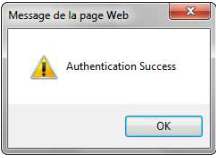 Message de la page Web
Authentication Success
OK